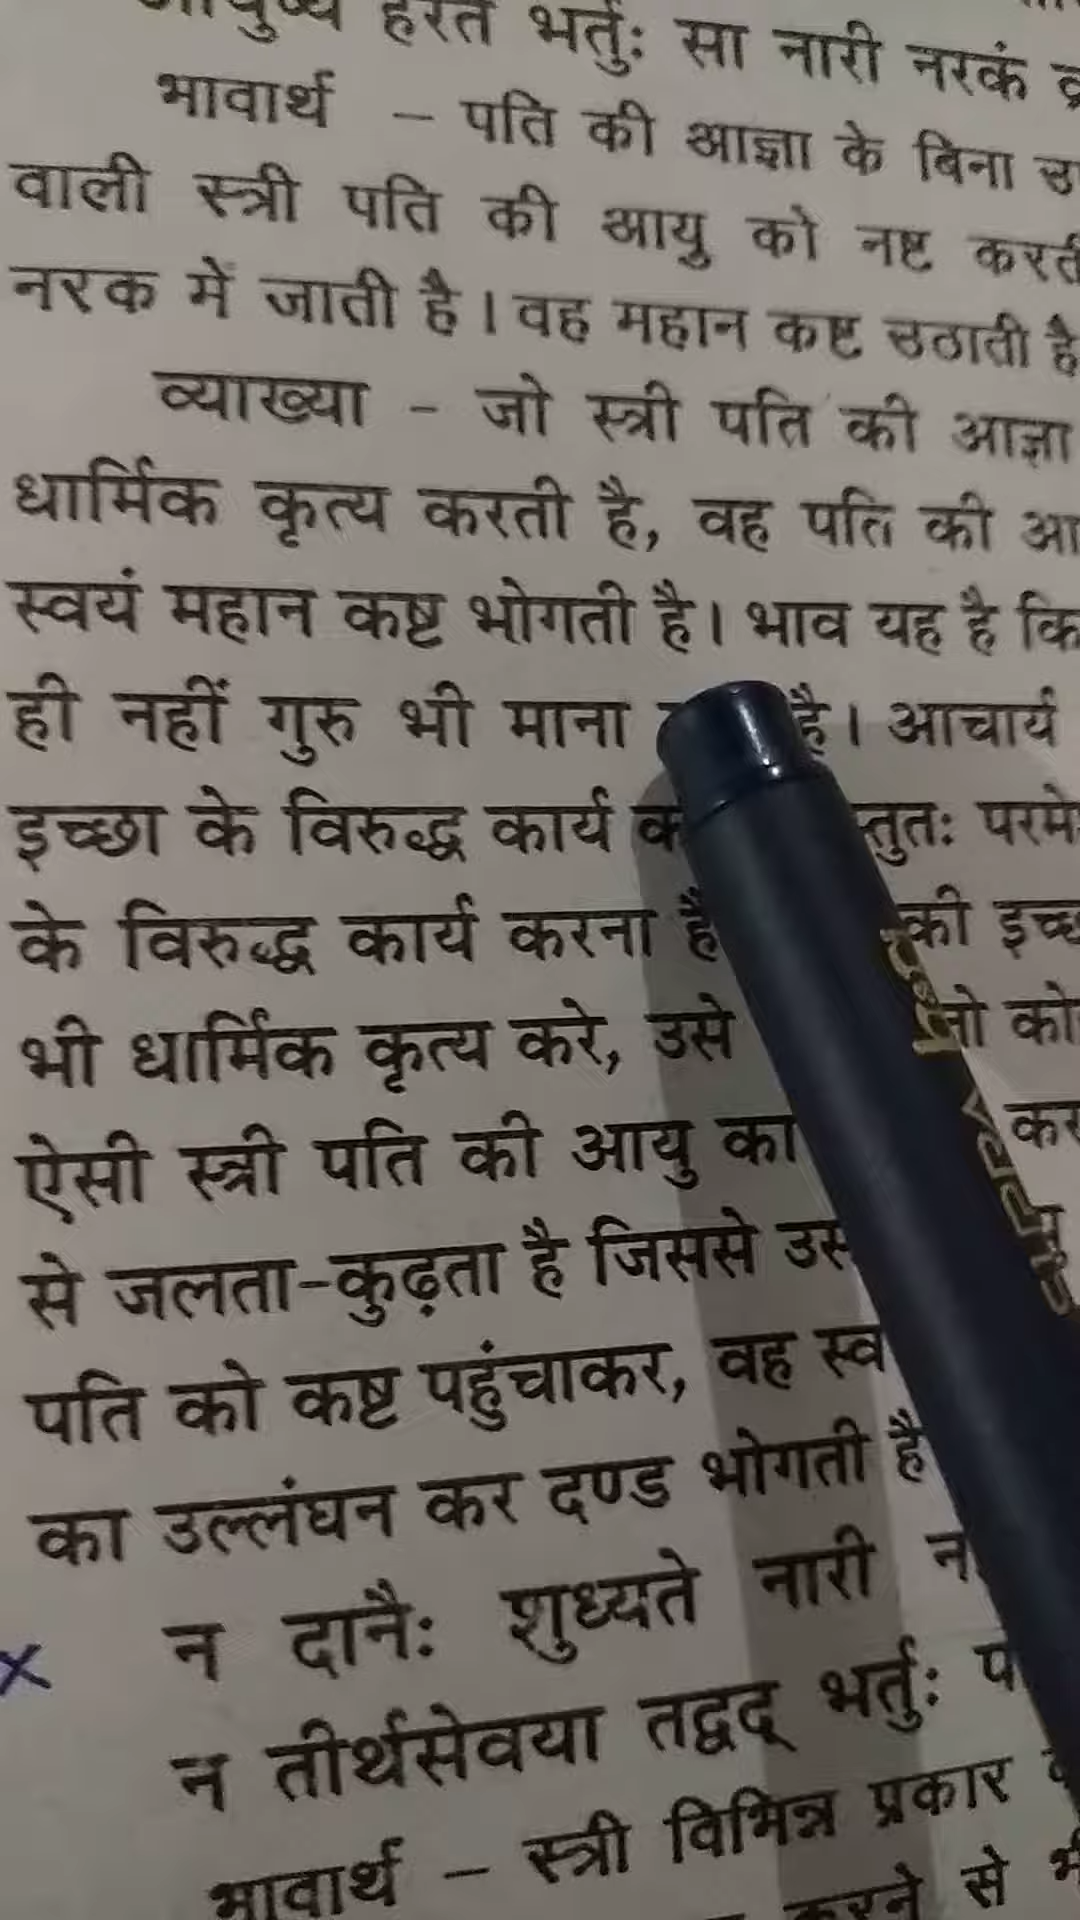 हरते भर्तुः सा नारी नरकं
भावार्थ – पति की आज्ञा के बिना
वाली स्त्री पति की आयु को नष्ट
नरक में जाती है। वह महान कष्ट उठाती है
व्याख्या - जो स्त्री पति की आज्ञा
धार्मिक कृत्य करती है, वह पति की
स्वयं महान कष्ट भोगती है। भाव यह है कि
ही नहीं गुरु भी माना है। आचार्य
इच्छा के विरुद्ध कार्य
के विरुद्ध कार्य करना की
भी धार्मिक कृत्य करे, उसे
ऐसी स्त्री पति की आयु का
से जलता-कुढ़ता है जिससे
पति को कष्ट पहुंचाकर, वह
का उल्लंघन कर दण्ड भोगती है
न दानैः शुध्यते नारी
न तीर्थसेवया तद्वद् भर्तुः
भावार्थ – स्त्री विभिन्न प्रकार
करने से